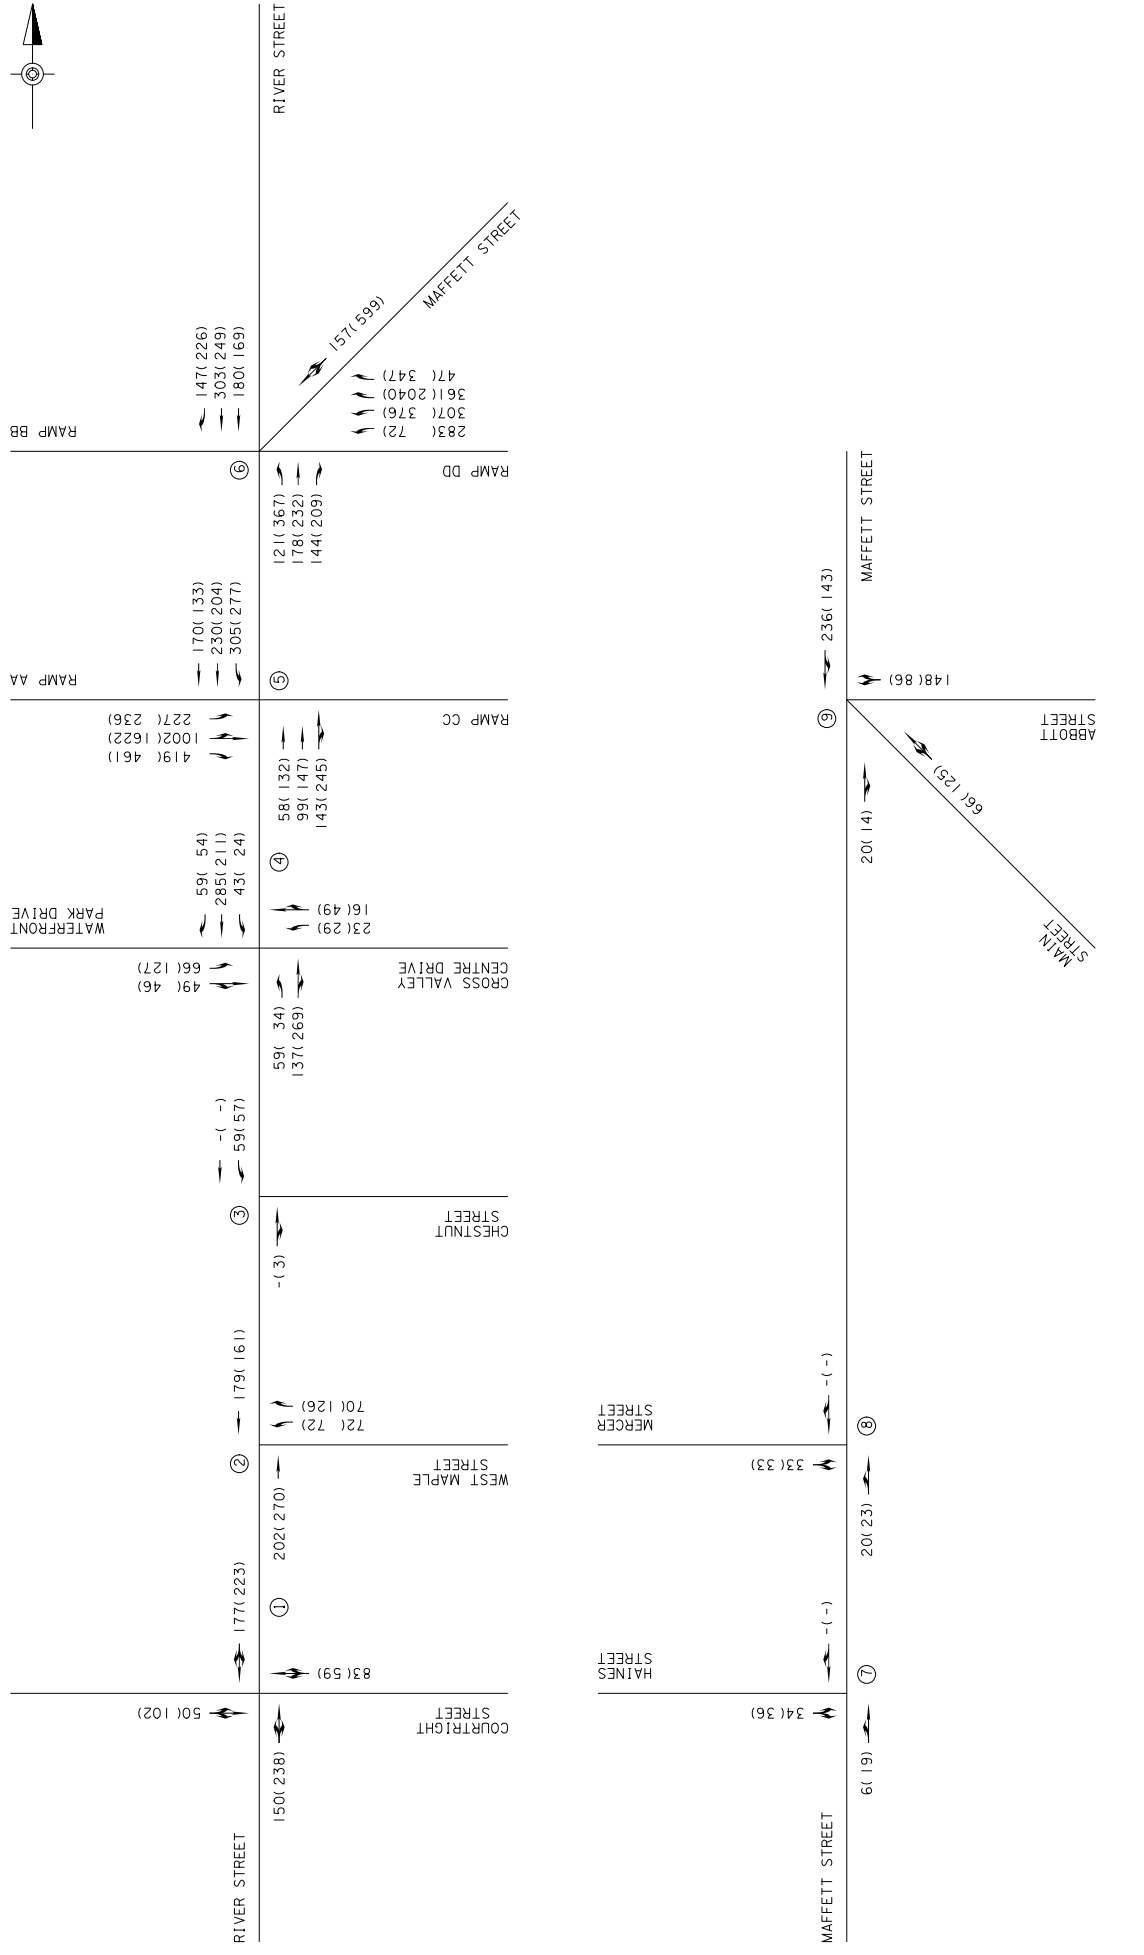 RIVER STREET
MAFFETT STREET
157(599)
47( 347)
361(2040)
307( 376)
283( 72)
147(226)
303(249)
180(169)
RAMP BB
6
RAMP DD
121(367)
178(232)
144(209)
170(133)
230(204)
305(277)
RAMP AA
5
RAMP CC
227( 236)
1002(1622)
419( 461)
58(132)
99(147)
143(245)
59( 54)
285(211)
43( 24)
4
WATERFRONT
PARK DRIVE
16(49)
23(29)
CROSS VALLEY
CENTRE DRIVE
66(127)
49( 46)
59( 34)
137(269)
-( -)
59(57)
3
CHESTNUT
STREET
-(3)
179(161)
70(126)
72( 72)
2
WEST MAPLE
STREET
202(270)
177(223)
1
83(59)
COURTRIGHT
STREET
50(102)
150(238)
RIVER STREET
MAFFETT STREET
236(143)
148(86)
9
ABBOTT
STREET
66(125)
20(14)
MAIN
STREET
-(-)
MERCER
STREET
8
33(33)
20(23)
-(-)
HAINES
STREET
7
34(36)
6(19)
MAFFETT STREET